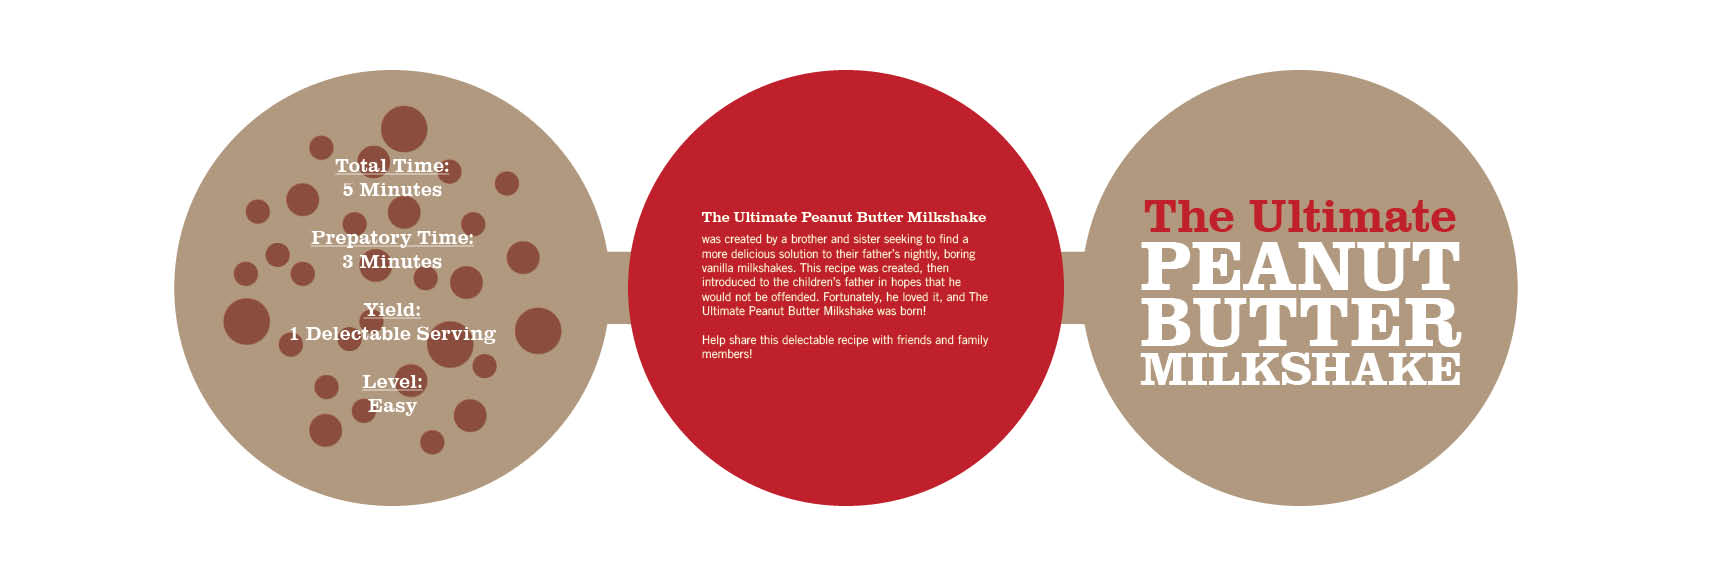 Total Time:
5 Minutes
Prepatory Time:
3 Minutes
Yield:
1 Delectable Serving
Level:
Easy
The Ultimate Peanut Butter Milkshake
was created by a brother and sister seeking to find a
more delicious solution to their father’s nightly, boring
vanilla milkshakes. This recipe was created, then
introduced to the children’s father in hopes that he
would not be offended. Fortunately, he loved it, and The
Ultimate Peanut Butter Milkshake was born!
Help share this delectable recipe with friends and family
members!
The Ultimate
PEANUT
BUTTER
MILKSHAKE